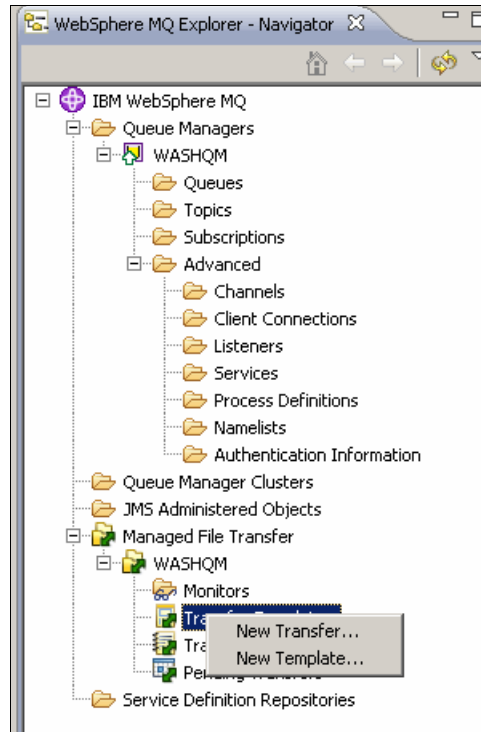 WebSphere MQ Explorer - Navigator
IBM WebSphere MQ
Queue Managers
WASHQM
Queues
Topics
Subscriptions
Advanced
Channels
Client Connections
Listeners
Services
Process Definitions
Namelists
Authentication Information
Queue Manager Clusters
JMS Administered Objects
Managed File Transfer
WASHQM
Monitors
New Transfer...
New Template...
Service Definition Repositories